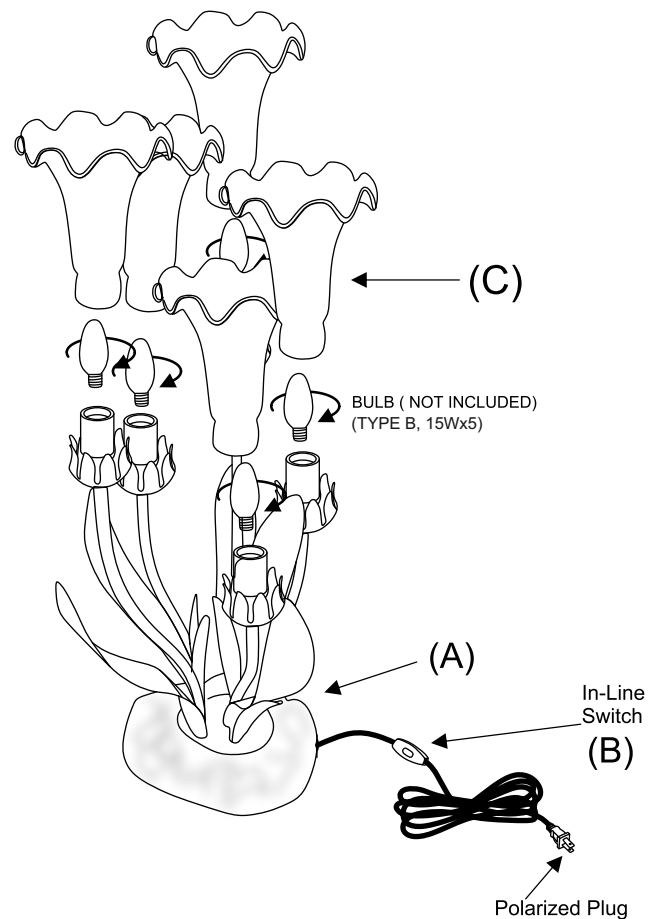 (C)
BULB ( NOT INCLUDED)
(TYPE B, 15Wx5)
(A)
In-Line
Switch
(B)
Polarized Plug